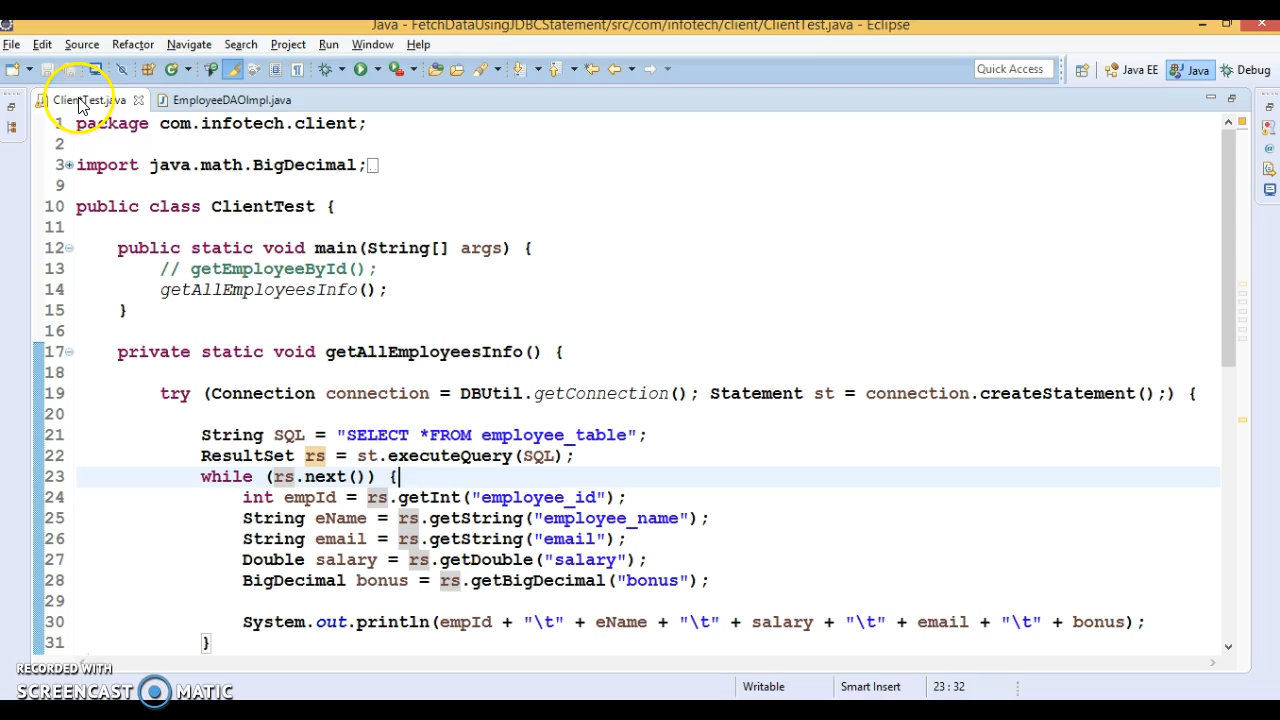 Java - FetchDataUsingJDBCStatement/src/com/infotech/client/ClientTest.java - Eclipse
File Edit Source Refactor Navigate Search Project Run Window Help
Quick Access Java EE Java Debug
ClientTest.java EmployeeDAOImpl.java
1 package com.infotech.client;
2
3 import java.math.BigDecimal;
9
10 public class ClientTest {
11
12 public static void main(String[] args) {
13 // getEmployeeById();
14 getAllEmployeesInfo();
15 }
16
17 private static void getAllEmployeesInfo() {
18
19 try (Connection connection = DBUtil.getConnection(); Statement st = connection.createStatement();) {
20
21 String SQL = "SELECT *FROM employee_table";
22 ResultSet rs = st.executeQuery(SQL);
23 while (rs.next()) {
24 int empId = rs.getInt("employee_id");
25 String eName = rs.getString("employee_name");
26 String email = rs.getString("email");
27 Double salary = rs.getDouble("salary");
28 BigDecimal bonus = rs.getBigDecimal("bonus");
29
30 System.out.println(empId + "\t" + eName + "\t" + salary + "\t" + email + "\t" + bonus);
31 }
RECORDED WITH
SCREENCAST MATIC
Writable Smart Insert 23 : 32